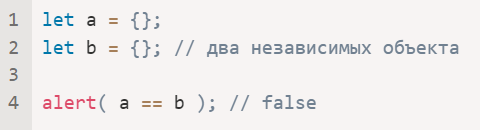 1 let a = {};
2 let b = {}; // два независимых объекта
3
4 alert( a == b ); // false